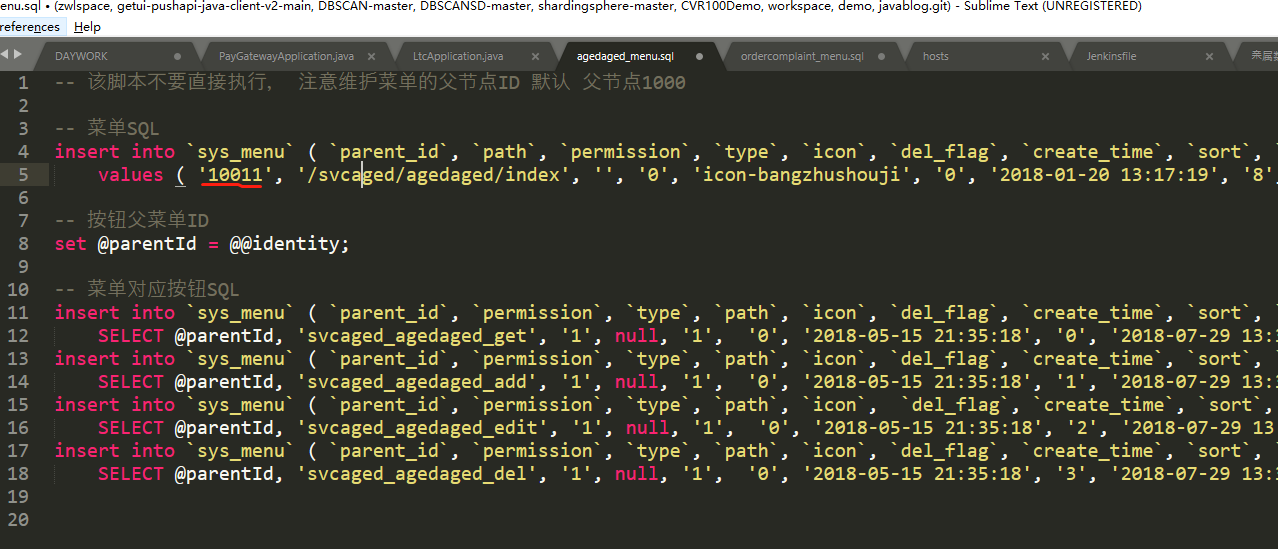 enu.sql • (zwlspace, getui-pushapi-java-client-v2-main, DBSCAN-master, DBSCANSD-master, shardingsphere-master, CVR100Demo, workspace, demo, javablog.git) - Sublime Text (UNREGISTERED)
references Help
DAYWORK PayGatewayApplication.java LtcApplication.java agedaged_menu.sql ordercomplaint_menu.sql hosts Jenkinsfile 亲属
1 -- 该脚本不要直接执行， 注意维护菜单的父节点ID 默认 父节点1000
2
3 -- 菜单SQL
4 insert into `sys_menu` ( `parent_id`, `path`, `permission`, `type`, `icon`, `del_flag`, `create_time`, `sort`, `
5 values ( '10011', '/svcaged/agedaged/index', '', '0', 'icon-bangzhushouji', '0', '2018-01-20 13:17:19', '8',
6
7 -- 按钮父菜单ID
8 set @parentId = @@identity;
9
10 -- 菜单对应按钮SQL
11 insert into `sys_menu` ( `parent_id`, `permission`, `type`, `path`, `icon`, `del_flag`, `create_time`, `sort`,
12 SELECT @parentId, 'svcaged_agedaged_get', '1', null, '1', '0', '2018-05-15 21:35:18', '0', '2018-07-29 13:
13 insert into `sys_menu` ( `parent_id`, `permission`, `type`, `path`, `icon`, `del_flag`, `create_time`, `sort`,
14 SELECT @parentId, 'svcaged_agedaged_add', '1', null, '1', '0', '2018-05-15 21:35:18', '1', '2018-07-29 13:
15 insert into `sys_menu` ( `parent_id`, `permission`, `type`, `path`, `icon`, `del_flag`, `create_time`, `sort`,
16 SELECT @parentId, 'svcaged_agedaged_edit', '1', null, '1', '0', '2018-05-15 21:35:18', '2', '2018-07-29 13
17 insert into `sys_menu` ( `parent_id`, `permission`, `type`, `path`, `icon`, `del_flag`, `create_time`, `sort`,
18 SELECT @parentId, 'svcaged_agedaged_del', '1', null, '1', '0', '2018-05-15 21:35:18', '3', '2018-07-29 13:
19
20